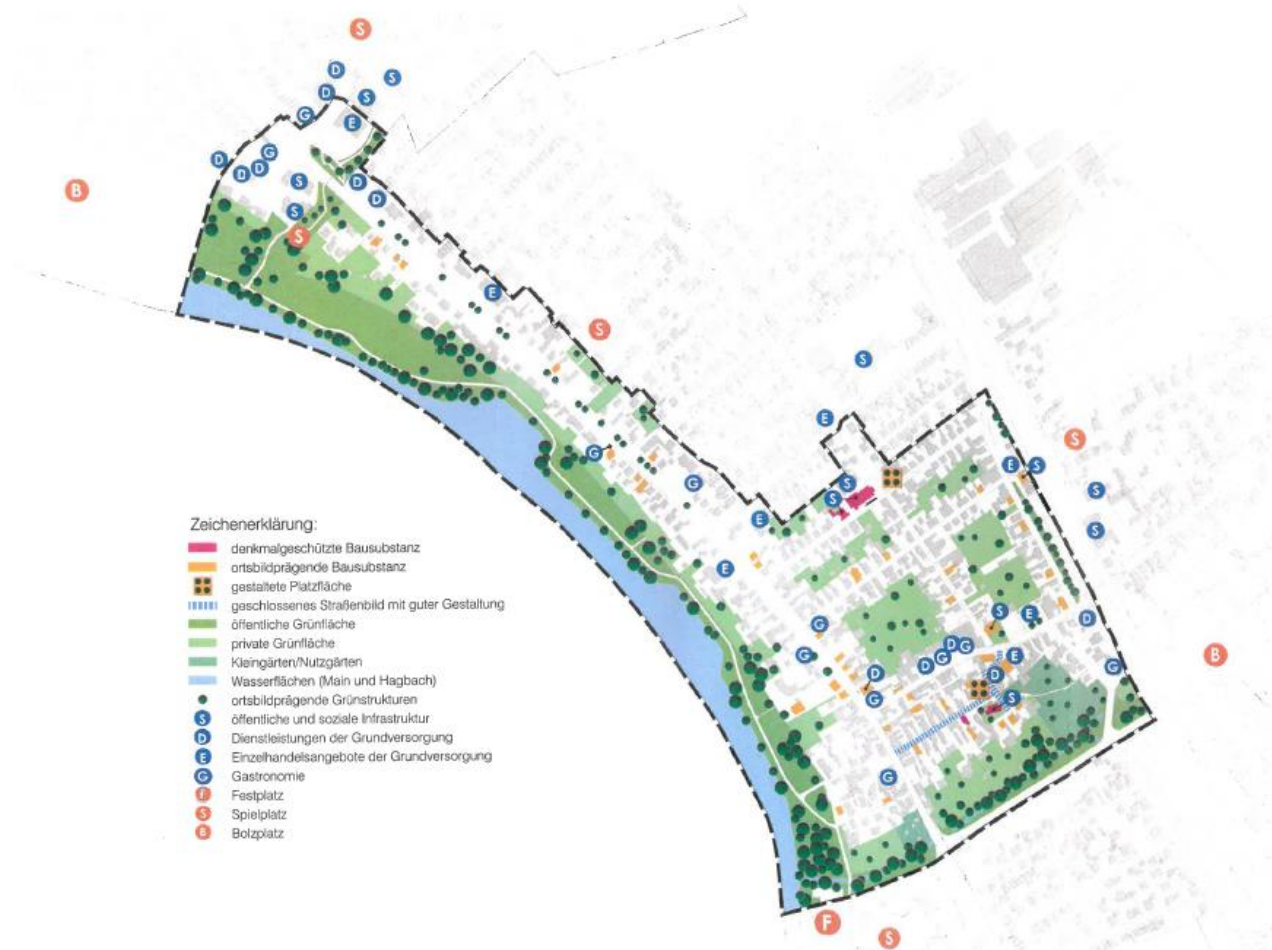 S
D
S
D
S
G
E
D
G
D
D
B
S
D
D
S
S
E
S
S
E
G
S
G
E
S
S
E
S
S
S
E
E
G
S
E
D
G
D
G
D
G
E
B
D
D
G
G
S
G
F
S
Zeichenerklärung:
denkmalgeschützte Bausubstanz
ortsbildprägende Bausubstanz
gestaltete Platzfläche
geschlossenes Straßenbild mit guter Gestaltung
öffentliche Grünfläche
private Grünfläche
Kleingärten/Nutzgärten
Wasserflächen (Main und Hagbach)
ortsbildprägende Grünstrukturen
S öffentliche und soziale Infrastruktur
D Dienstleistungen der Grundversorgung
E Einzelhandelsangebote der Grundversorgung
G Gastronomie
F Festplatz
S Spielplatz
B Bolzplatz